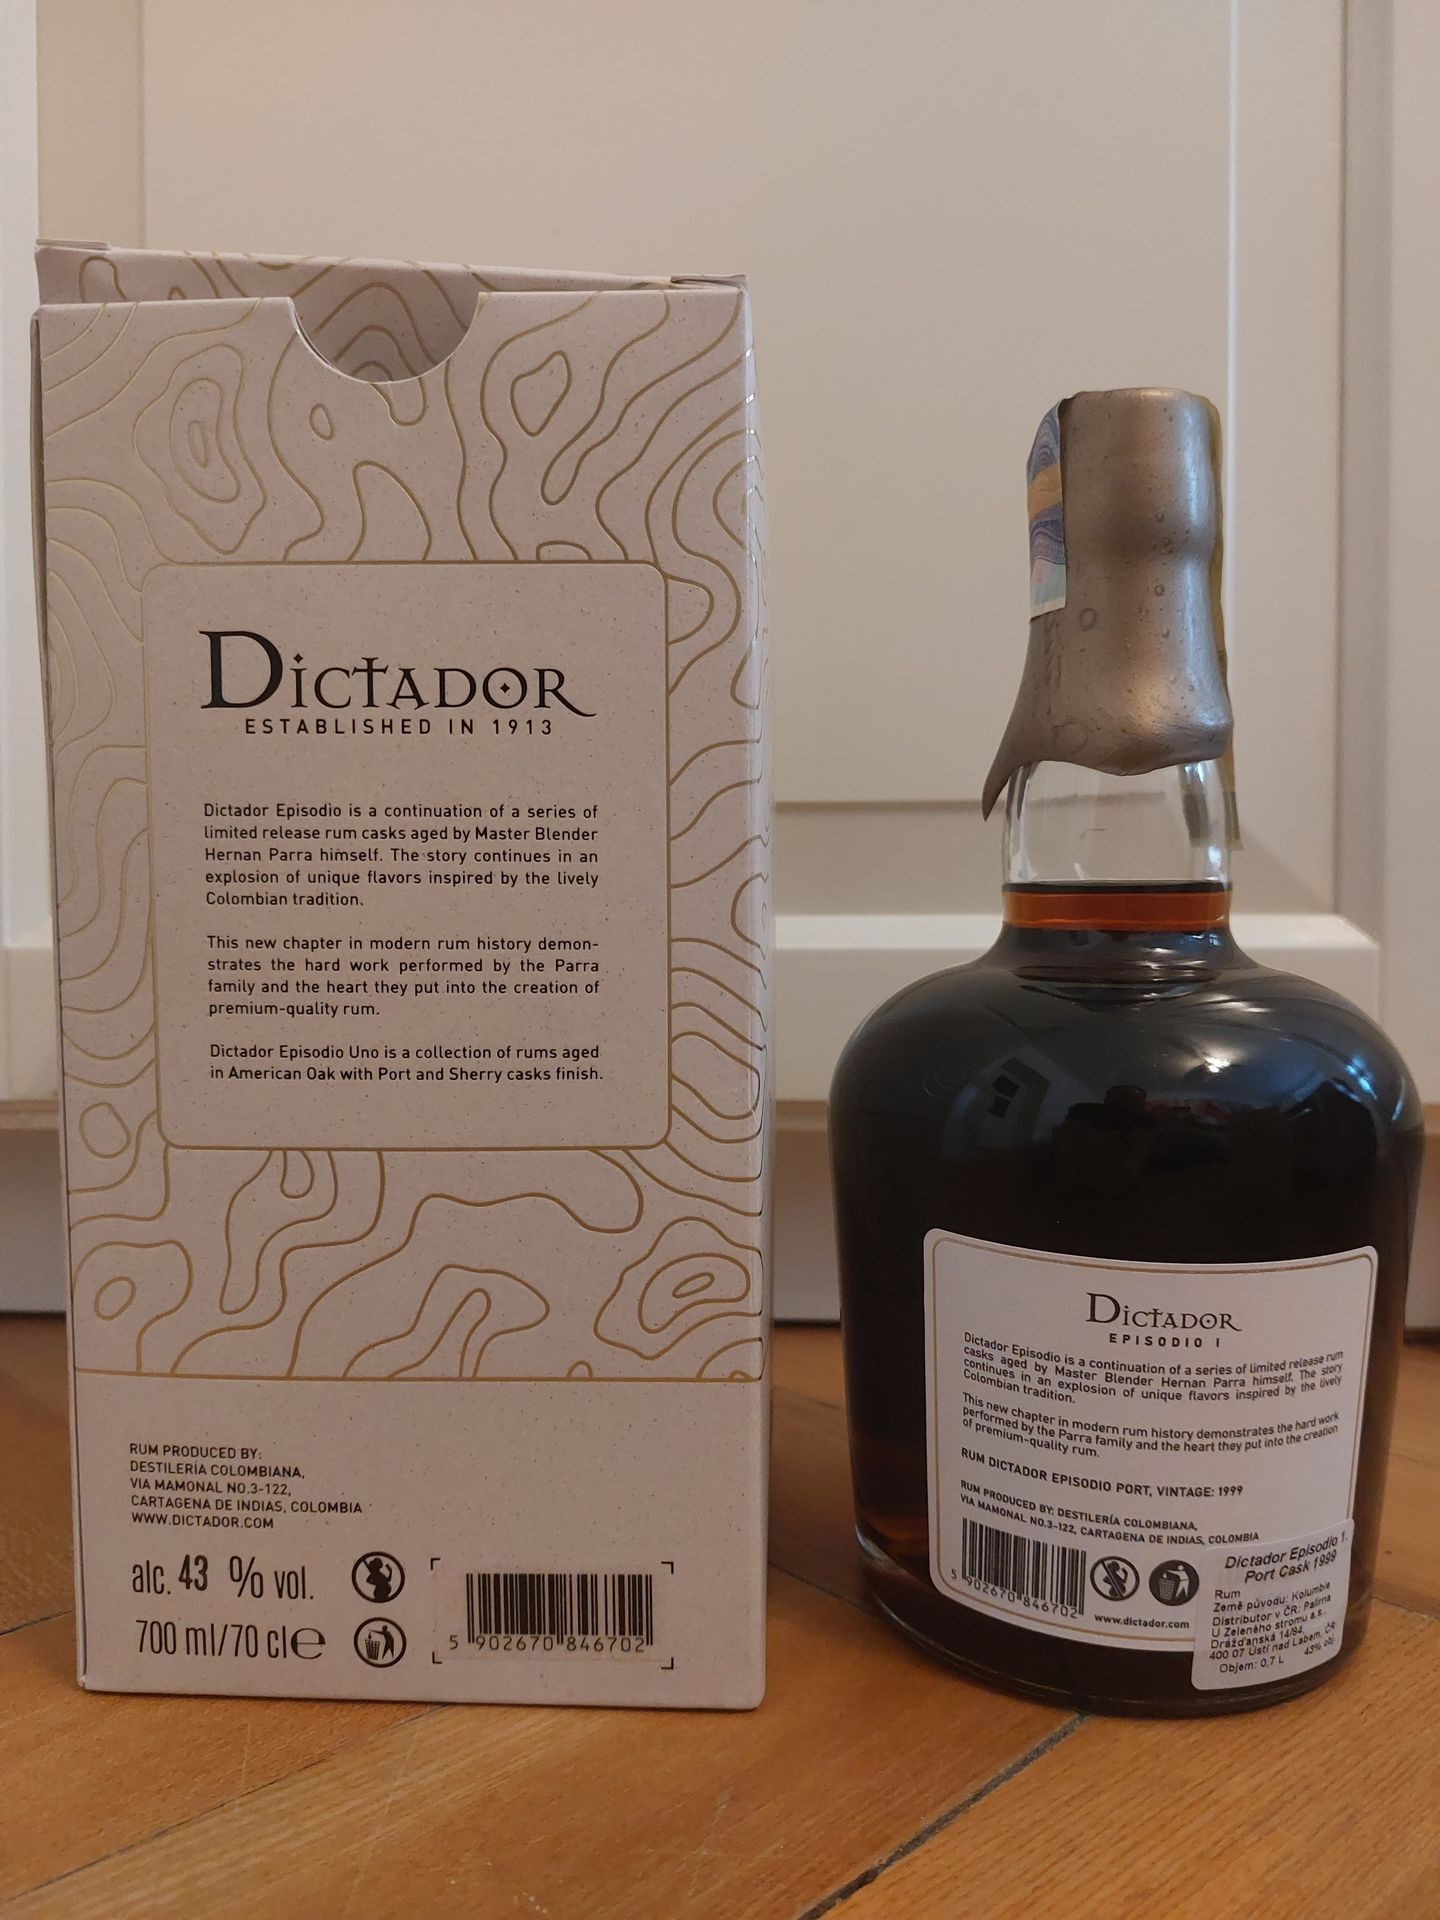 DICTADOR
ESTABLISHED IN 1913
Dictador Episodio is a continuation of a series of
limited release rum casks aged by Master Blender
Hernan Parra himself. The story continues in an
explosion of unique flavors inspired by the lively
Colombian tradition.
This new chapter in modern rum history demon-
strates the hard work performed by the Parra
family and the heart they put into the creation of
premium-quality rum.
Dictador Episodio Uno is a collection of rums aged
in American Oak with Port and Sherry casks finish.
RUM PRODUCED BY:
DESTILERÍA COLOMBIANA,
VIA MAMONAL NO.3-122,
CARTAGENA DE INDIAS, COLOMBIA
WWW.DICTADOR.COM
alc. 43 % vol.
700 ml/70 cl℮
5 902670 846702
DICTADOR
EPISODIO I
Dictador Episodio is a continuation of a series of limited release rum
casks aged by Master Blender Hernan Parra himself. The story
continues in an explosion of unique flavors inspired by the lively
Colombian tradition.
This new chapter in modern rum history demonstrates the hard work
performed by the Parra family and the heart they put into the creation
of premium-quality rum.
RUM DICTADOR EPISODIO PORT, VINTAGE: 1999
RUM PRODUCED BY: DESTILERÍA COLOMBIANA,
VIA MAMONAL NO.3-122, CARTAGENA DE INDIAS, COLOMBIA
5 902670 846702
www.dictador.com
Dictador Episodio 1.
Port Cask 1999
Rum
Země původu: Kolumbie
Distributor v ČR: Palírna
U Zeleného stromu a.s.,
Drážďanská 14/84,
400 07 Ústí nad Labem, ČR
Objem: 0,7 L 43% obj.